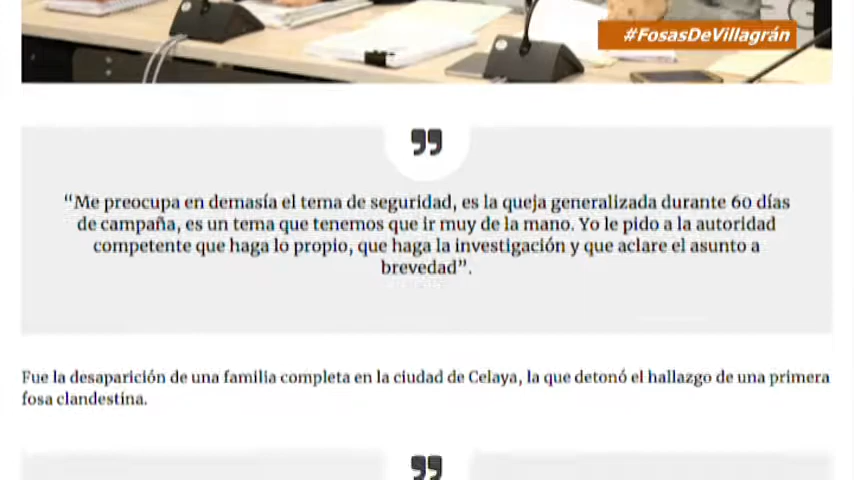 #FosasDeVillagrán
“Me preocupa en demasía el tema de seguridad, es la queja generalizada durante 60 días
de campaña, es un tema que tenemos que ir muy de la mano. Yo le pido a la autoridad
competente que haga lo propio, que haga la investigación y que aclare el asunto a
brevedad”.
Fue la desaparición de una familia completa en la ciudad de Celaya, la que detonó el hallazgo de una primera
fosa clandestina.